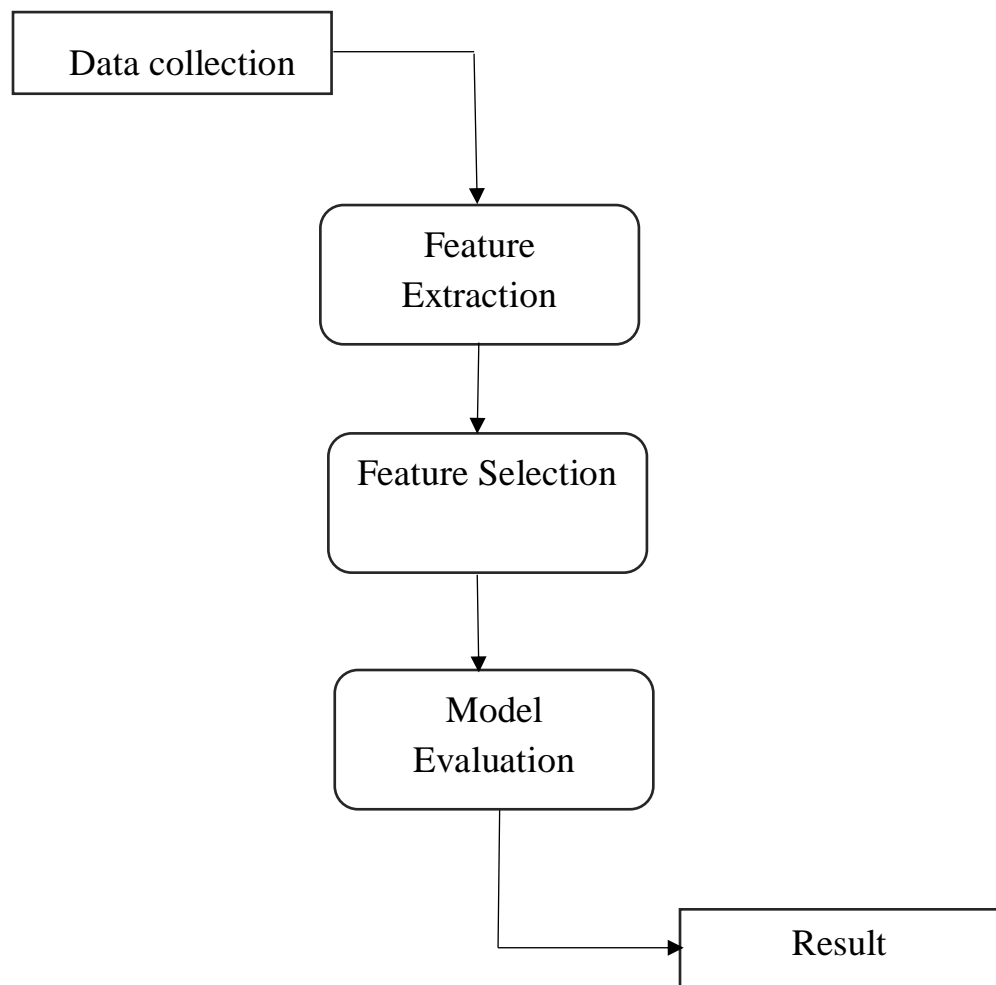 Data collection
Feature
Extraction
Feature Selection
Model
Evaluation
Result